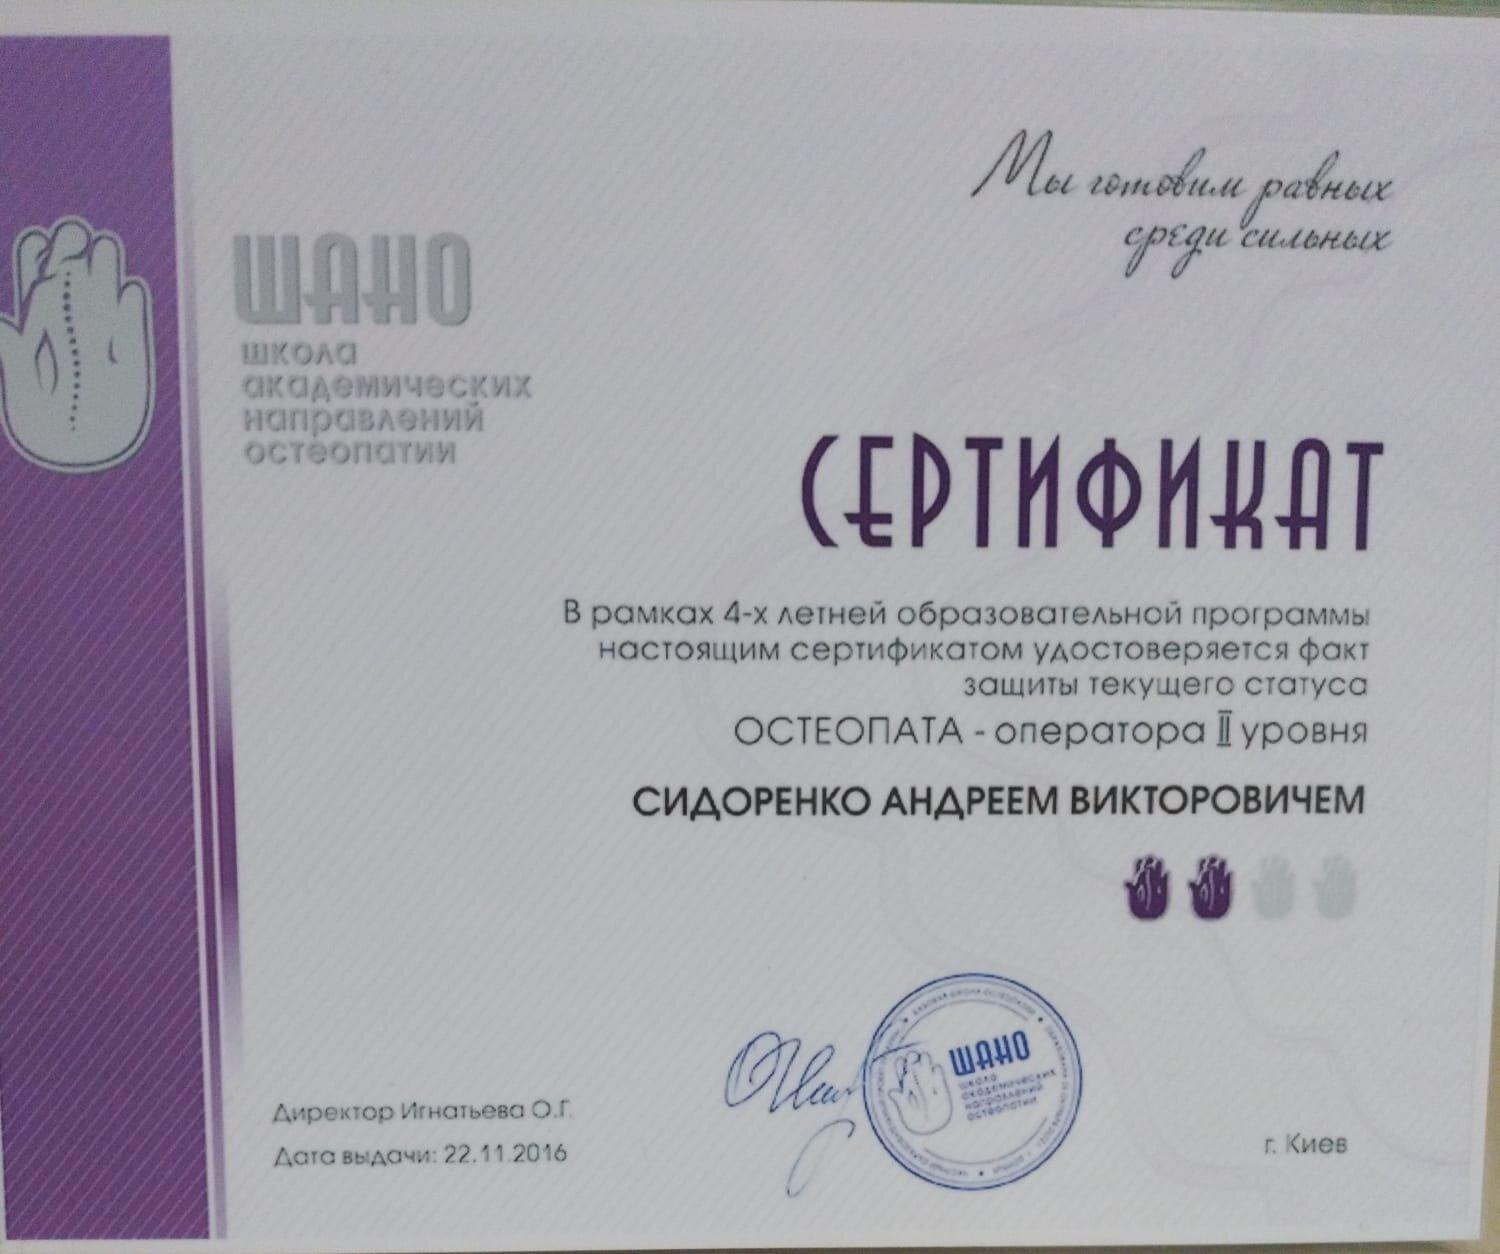 Мы готовим равных
среди сильных
ШАНО
школа
академических
направлений
остеопатии
СЕРТИФИКАТ
В рамках 4-х летней образовательной программы
настоящим сертификатом удостоверяется факт
защиты текущего статуса
ОСТЕОПАТА - оператора II уровня
СИДОРЕНКО АНДРЕЕМ ВИКТОРОВИЧЕМ
ШАНО
школа
академических
направлений
остеопатии
Директор Игнатьева О.Г.
Дата выдачи: 22.11.2016
г. Киев